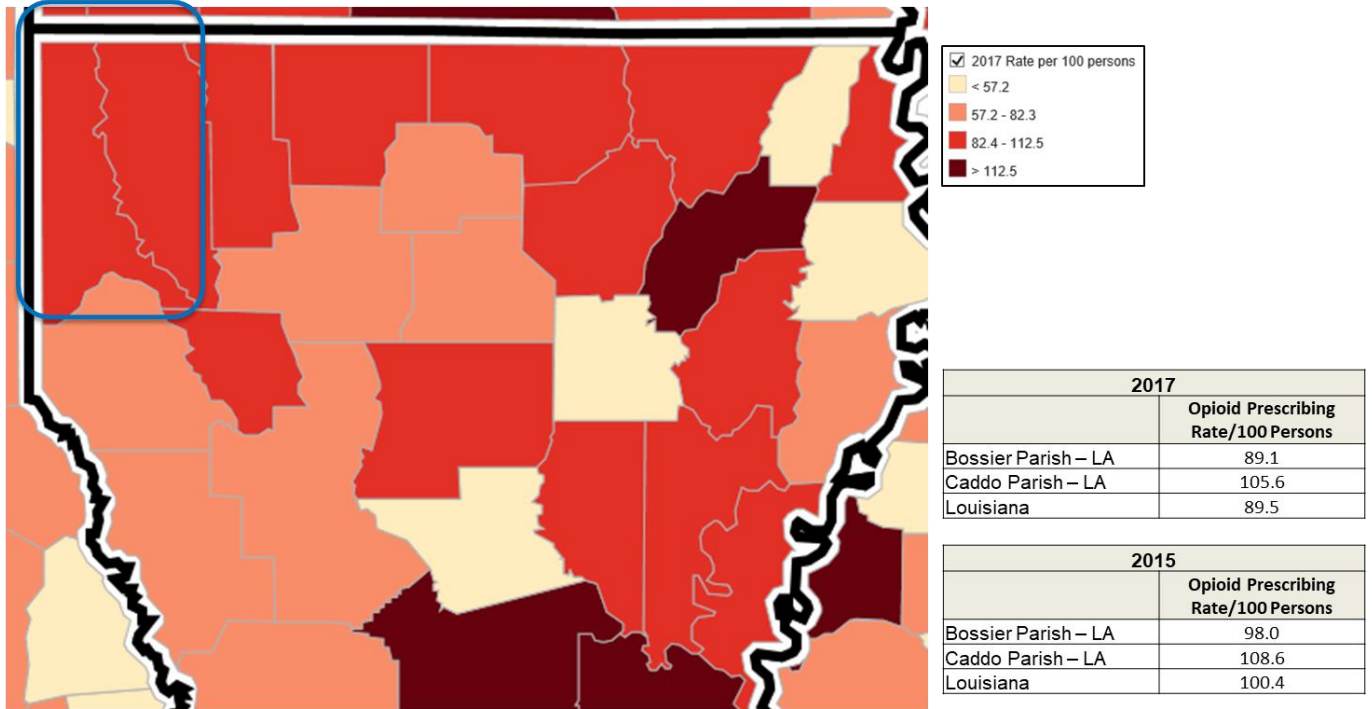 2017 Rate per 100 persons
< 57.2
57.2 - 82.3
82.4 - 112.5
> 112.5
2017
Opioid Prescribing
Rate/100 Persons
Bossier Parish – LA 89.1
Caddo Parish – LA 105.6
Louisiana 89.5
2015
Opioid Prescribing
Rate/100 Persons
Bossier Parish – LA 98.0
Caddo Parish – LA 108.6
Louisiana 100.4